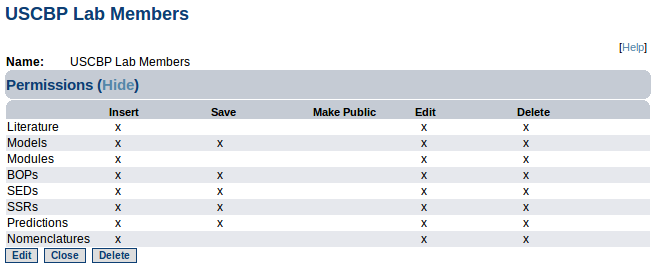 USCBP Lab Members
[Help]
Name: USCBP Lab Members
Permissions (Hide)
Insert Save Make Public Edit Delete
Literature x x x
Models x x x x
Modules x x x
BOPs x x x x
SEDs x x x x
SSRs x x x x
Predictions x x x x
Nomenclatures x x x
Edit Close Delete